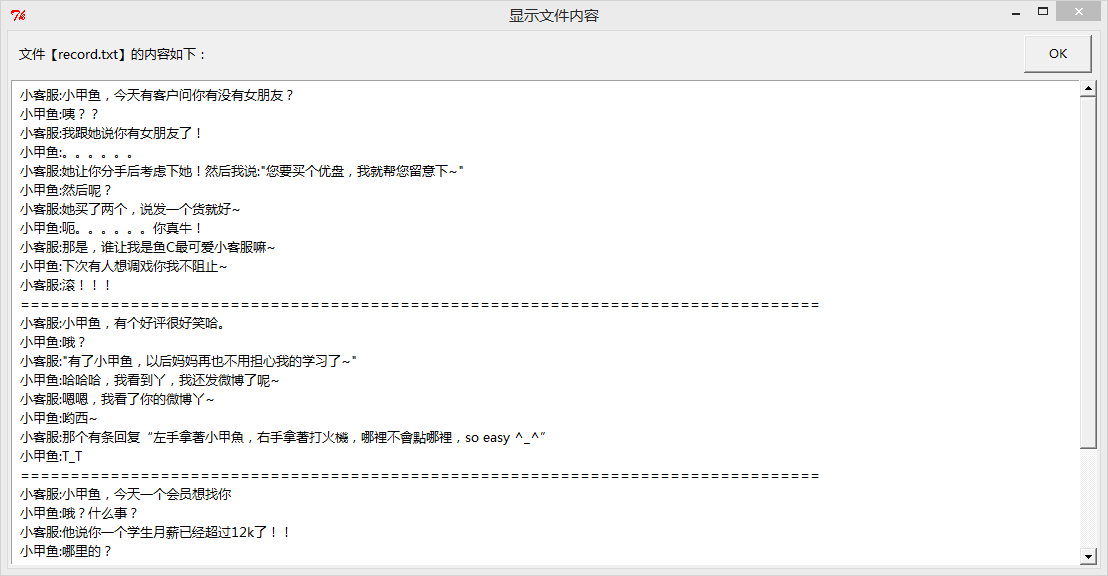 显示文件内容
文件【record.txt】的内容如下：
OK
小客服:小甲鱼，今天有客户问你有没有女朋友？
小甲鱼:咦？？
小客服:我跟她说你有女朋友了！
小甲鱼:。。。。。。
小客服:她让你分手后考虑下她！然后我说:"您要买个优盘，我就帮您留意下~"
小甲鱼:然后呢？
小客服:她买了两个，说发一个货就好~
小甲鱼:呃。。。。。。你真牛！
小客服:那是，谁让我是鱼C最可爱小客服嘛~
小甲鱼:下次有人想调戏你我不阻止~
小客服:滚！！！
================================================================================
小客服:小甲鱼，有个好评很好笑哈。
小甲鱼:哦？
小客服:"有了小甲鱼，以后妈妈再也不用担心我的学习了~"
小甲鱼:哈哈哈，我看到丫，我还发微博了呢~
小客服:嗯嗯，我看了你的微博丫~
小甲鱼:哟西~
小客服:那个有条回复“左手拿著小甲魚，右手拿著打火機，哪裡不會點哪裡，so easy ^_^”
小甲鱼:T_T
================================================================================
小客服:小甲鱼，今天一个会员想找你
小甲鱼:哦？什么事？
小客服:他说你一个学生月薪已经超过12k了！！
小甲鱼:哪里的？